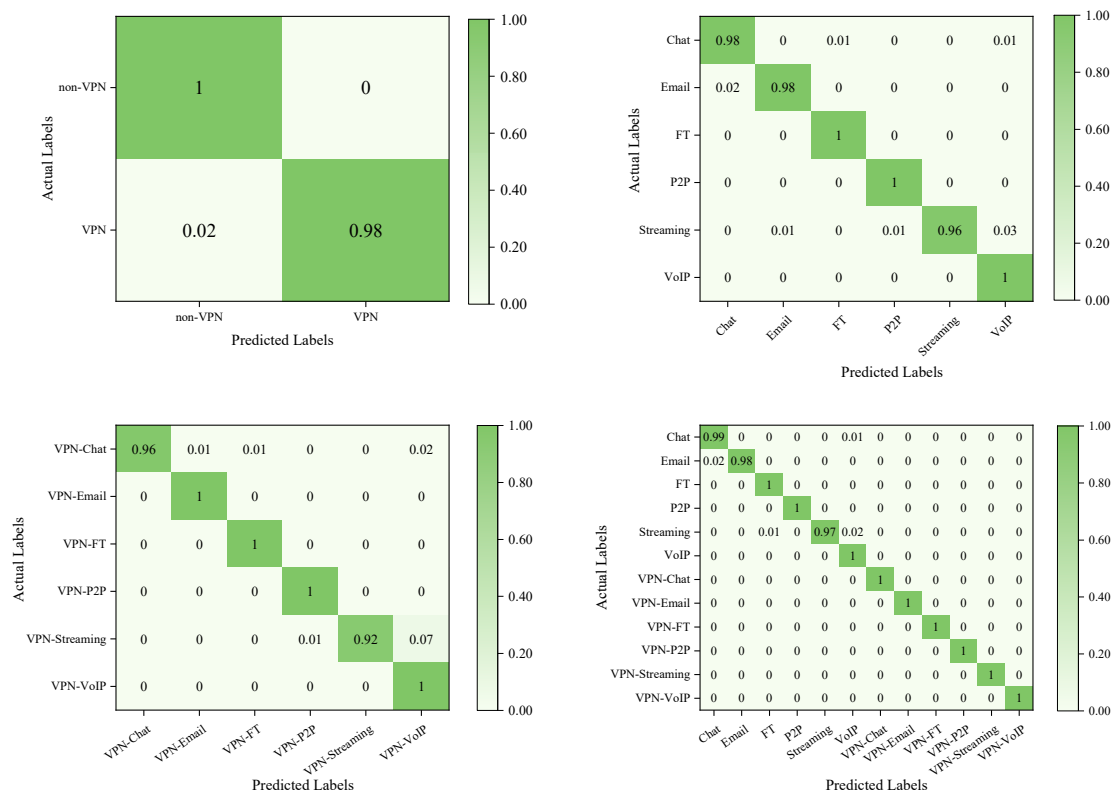 1.00
0.80
0.60
0.40
0.20
0.00
non-VPN 1 0
VPN 0.02 0.98
non-VPN VPN
Actual Labels
Predicted Labels
1.00
0.80
0.60
0.40
0.20
0.00
Chat 0.98 0 0.01 0 0 0.01
Email 0.02 0.98 0 0 0 0
FT 0 0 1 0 0 0
P2P 0 0 0 1 0 0
Streaming 0 0.01 0 0.01 0.96 0.03
VoIP 0 0 0 0 0 1
Chat Email FT P2P Streaming VoIP
Actual Labels
Predicted Labels
1.00
0.80
0.60
0.40
0.20
0.00
VPN-Chat 0.96 0.01 0.01 0 0 0.02
VPN-Email 0 1 0 0 0 0
VPN-FT 0 0 1 0 0 0
VPN-P2P 0 0 0 1 0 0
VPN-Streaming 0 0 0 0.01 0.92 0.07
VPN-VoIP 0 0 0 0 0 1
VPN-Chat VPN-Email VPN-FT VPN-P2P VPN-Streaming VPN-VoIP
Actual Labels
Predicted Labels
1.00
0.80
0.60
0.40
0.20
0.00
Chat 0.99 0 0 0 0 0.01 0 0 0 0 0 0
Email 0.02 0.98 0 0 0 0 0 0 0 0 0 0
FT 0 0 1 0 0 0 0 0 0 0 0 0
P2P 0 0 0 1 0 0 0 0 0 0 0 0
Streaming 0 0 0.01 0 0.97 0.02 0 0 0 0 0 0
VoIP 0 0 0 0 0 1 0 0 0 0 0 0
VPN-Chat 0 0 0 0 0 0 1 0 0 0 0 0
VPN-Email 0 0 0 0 0 0 0 1 0 0 0 0
VPN-FT 0 0 0 0 0 0 0 0 1 0 0 0
VPN-P2P 0 0 0 0 0 0 0 0 0 1 0 0
VPN-Streaming 0 0 0 0 0 0 0 0 0 0 1 0
VPN-VoIP 0 0 0 0 0 0 0 0 0 0 0 1
Chat Email FT P2P Streaming VoIP VPN-Chat VPN-Email VPN-FT VPN-P2P VPN-Streaming VPN-VoIP
Actual Labels
Predicted Labels